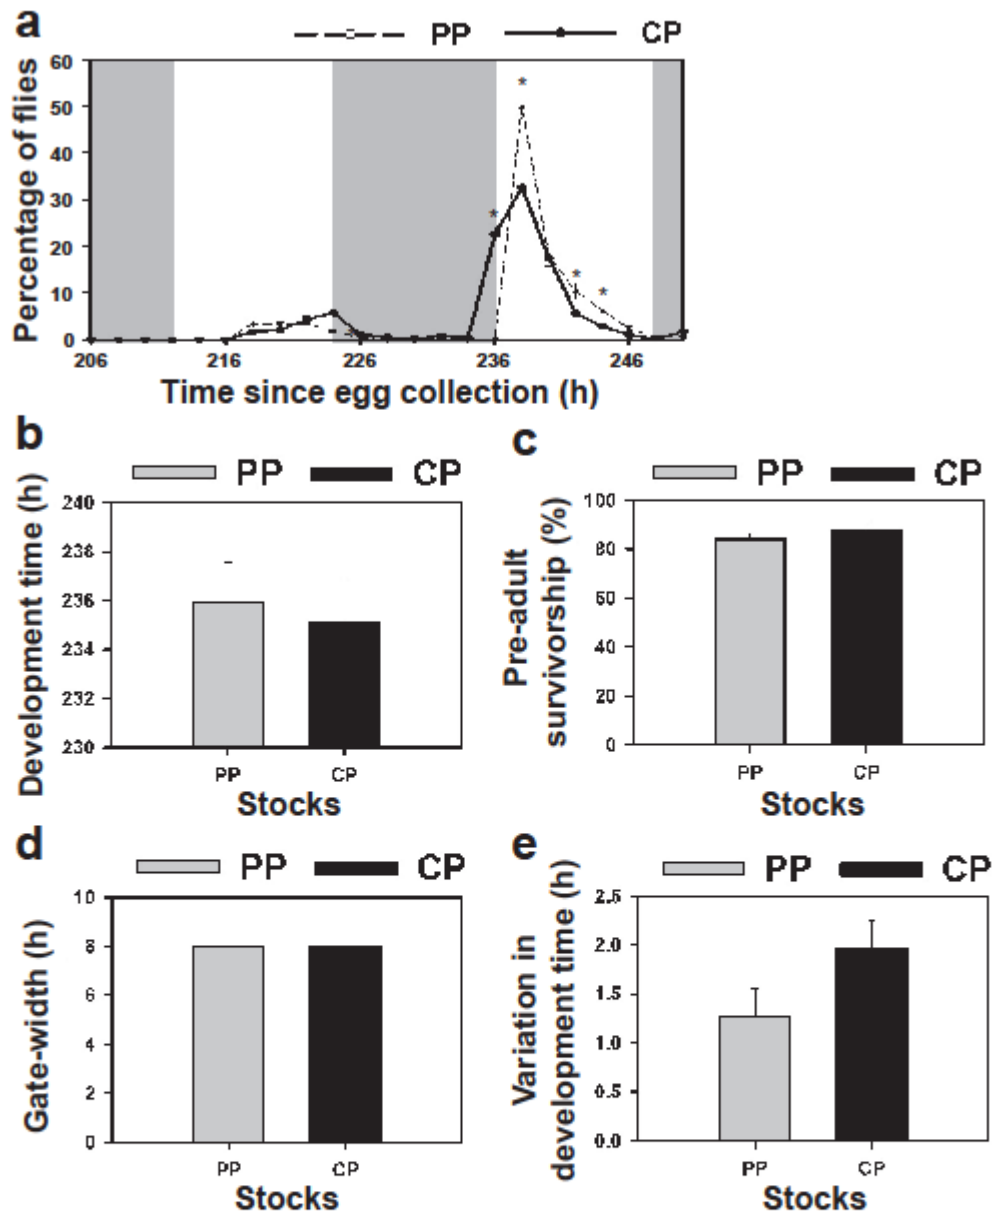 a
PP CP
Percentage of flies
60
50
40
30
20
10
0
* * * *
206 216 226 236 246
Time since egg collection (h)
b
PP CP
Development time (h)
240
238
236
234
232
230
PP CP
Stocks
c
PP CP
Pre-adult
survivorship (%)
100
80
60
40
20
0
PP CP
Stocks
d
PP CP
Gate-width (h)
10
8
6
4
2
0
PP CP
Stocks
e
PP CP
Variation in
development time (h)
2.5
2.0
1.5
1.0
0.5
0.0
PP CP
Stocks